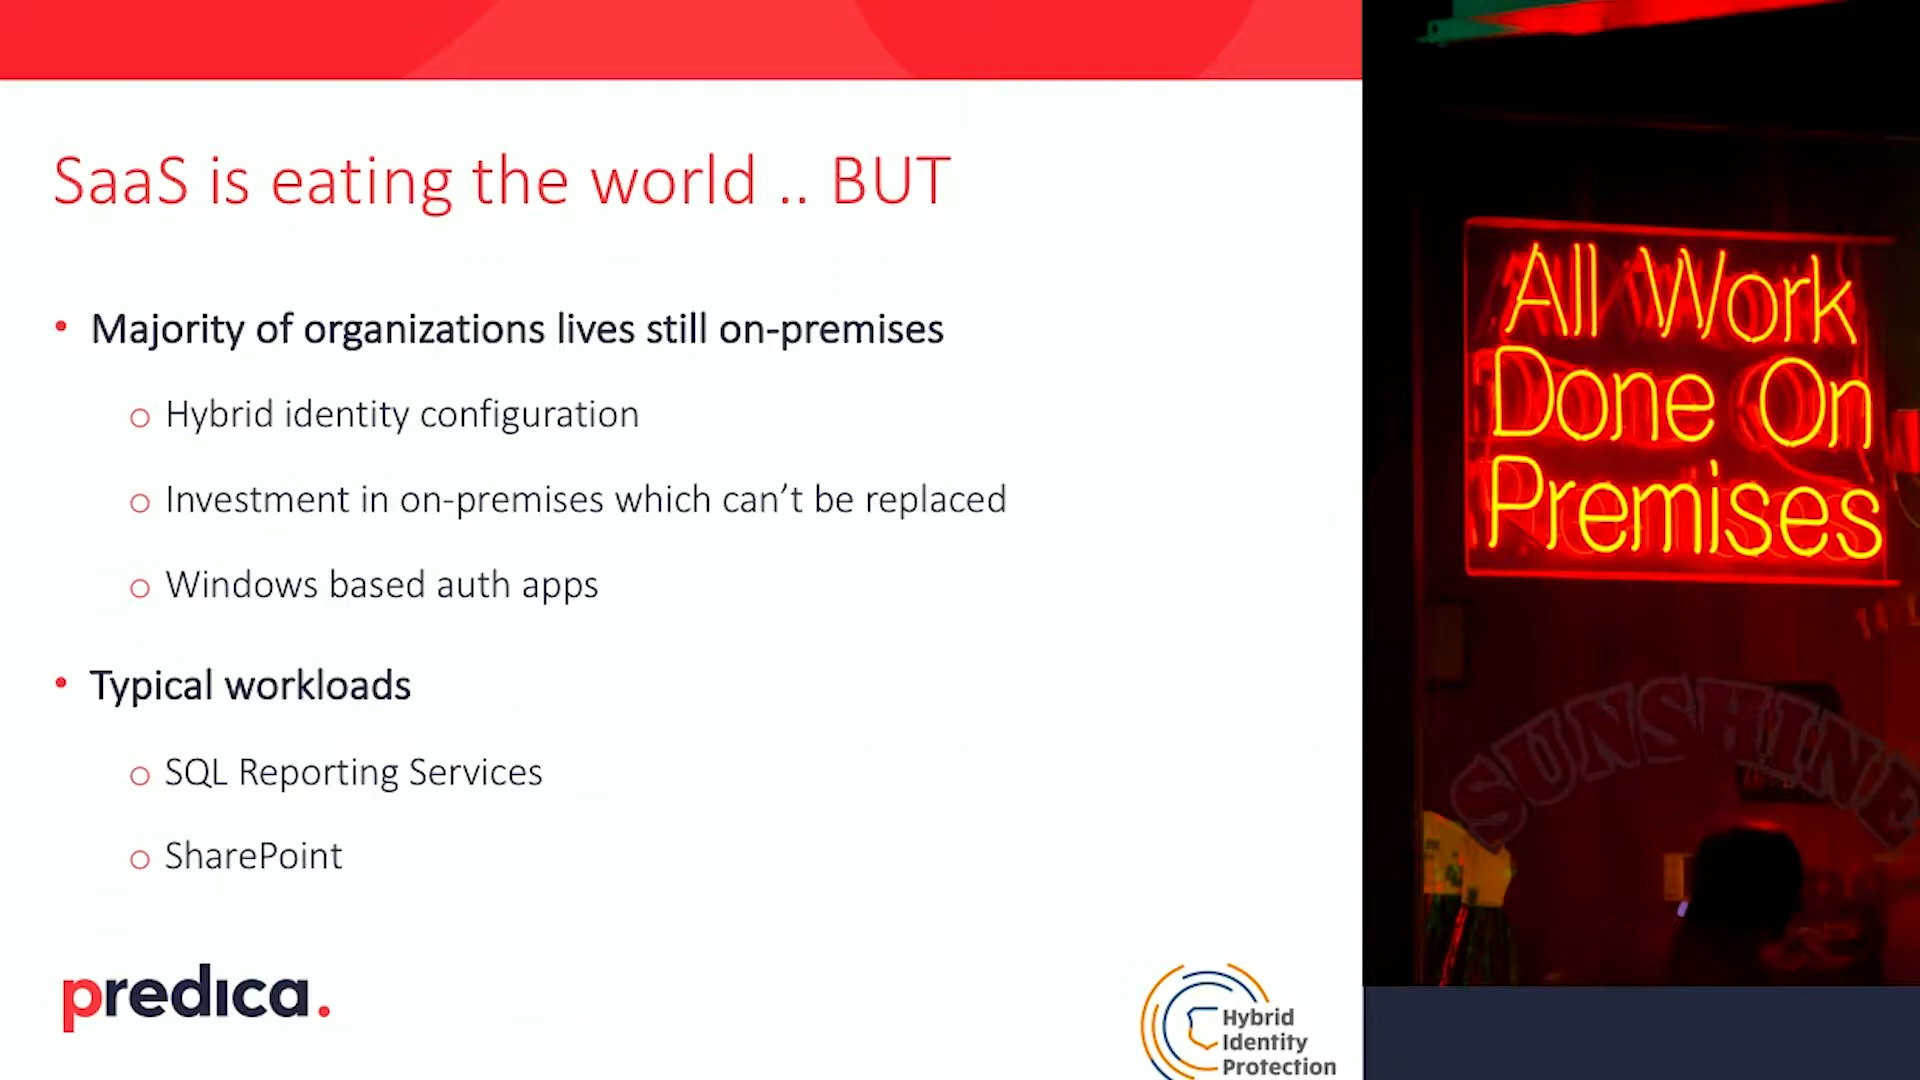 SaaS is eating the world .. BUT
• Majority of organizations lives still on-premises
o Hybrid identity configuration
o Investment in on-premises which can’t be replaced
o Windows based auth apps
• Typical workloads
o SQL Reporting Services
o SharePoint
predica.
Hybrid
Identity
Protection
All Work
Done On
Premises
SUNSHINE